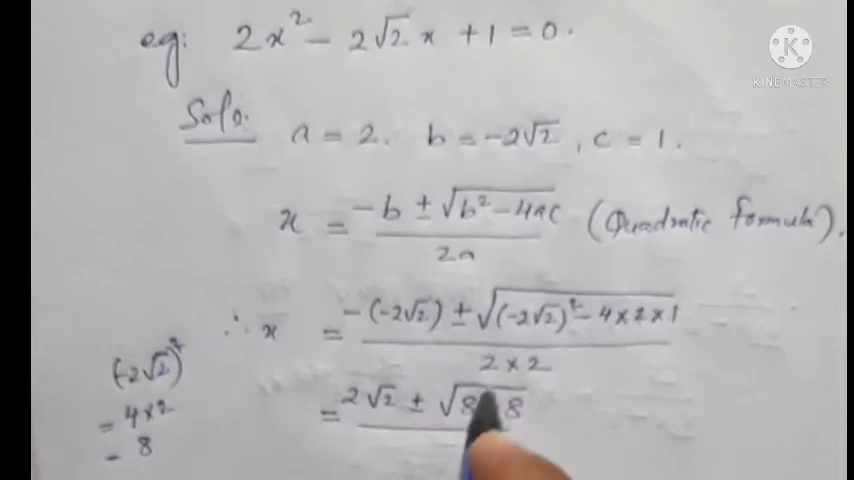 eg: 2x² - 2√2 x + 1 = 0.
KINEMASTER
Soln.
a = 2. b = -2√2, c = 1.
x = (-b ± √(b² - 4ac)) / 2a (Quadratic formula).
∴ x = (-(-2√2) ± √((-2√2)² - 4×2×1)) / 2×2
(-2√2)²
= 4×2
= 8
= 2√2 ± √8 8